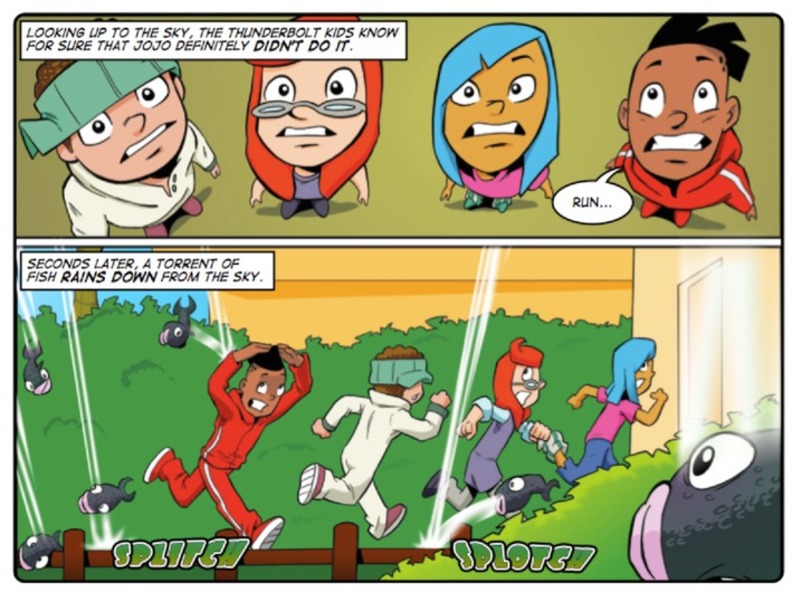 LOOKING UP TO THE SKY, THE THUNDERBOLT KIDS KNOW
FOR SURE THAT JOJO DEFINITELY DIDN'T DO IT.
RUN...
SECONDS LATER, A TORRENT OF
FISH RAINS DOWN FROM THE SKY.
SPLITCH
SPLOTCH